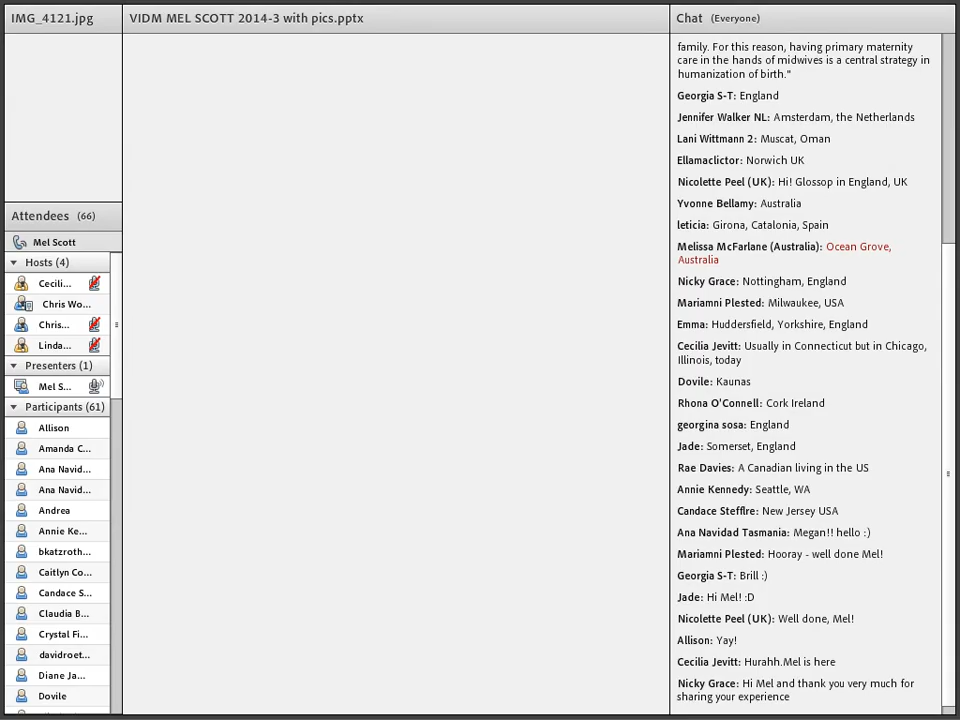 IMG_4121.jpg
VIDM MEL SCOTT 2014-3 with pics.pptx
Chat (Everyone)
Attendees (66)
Mel Scott
Hosts (4)
Cecili...
Chris Wo...
Chris...
Linda...
Presenters (1)
Mel S...
Participants (61)
Allison
Amanda C...
Ana Navid...
Ana Navid...
Andrea
Annie Ke...
bkatzroth...
Caitlyn Co...
Candace S...
Claudia B...
Crystal Fi...
davidroet...
Diane Ja...
Dovile
family. For this reason, having primary maternity
care in the hands of midwives is a central strategy in
humanization of birth."
Georgia S-T: England
Jennifer Walker NL: Amsterdam, the Netherlands
Lani Wittmann 2: Muscat, Oman
Ellamaclictor: Norwich UK
Nicolette Peel (UK): Hi! Glossop in England, UK
Yvonne Bellamy: Australia
leticia: Girona, Catalonia, Spain
Melissa McFarlane (Australia): Ocean Grove,
Australia
Nicky Grace: Nottingham, England
Mariamni Plested: Milwaukee, USA
Emma: Huddersfield, Yorkshire, England
Cecilia Jevitt: Usually in Connecticut but in Chicago,
Illinois, today
Dovile: Kaunas
Rhona O'Connell: Cork Ireland
georgina sosa: England
Jade: Somerset, England
Rae Davies: A Canadian living in the US
Annie Kennedy: Seattle, WA
Candace Steffire: New Jersey USA
Ana Navidad Tasmania: Megan!! hello :)
Mariamni Plested: Hooray - well done Mel!
Georgia S-T: Brill :)
Jade: Hi Mel! :D
Nicolette Peel (UK): Well done, Mel!
Allison: Yay!
Cecilia Jevitt: Hurahh.Mel is here
Nicky Grace: Hi Mel and thank you very much for
sharing your experience